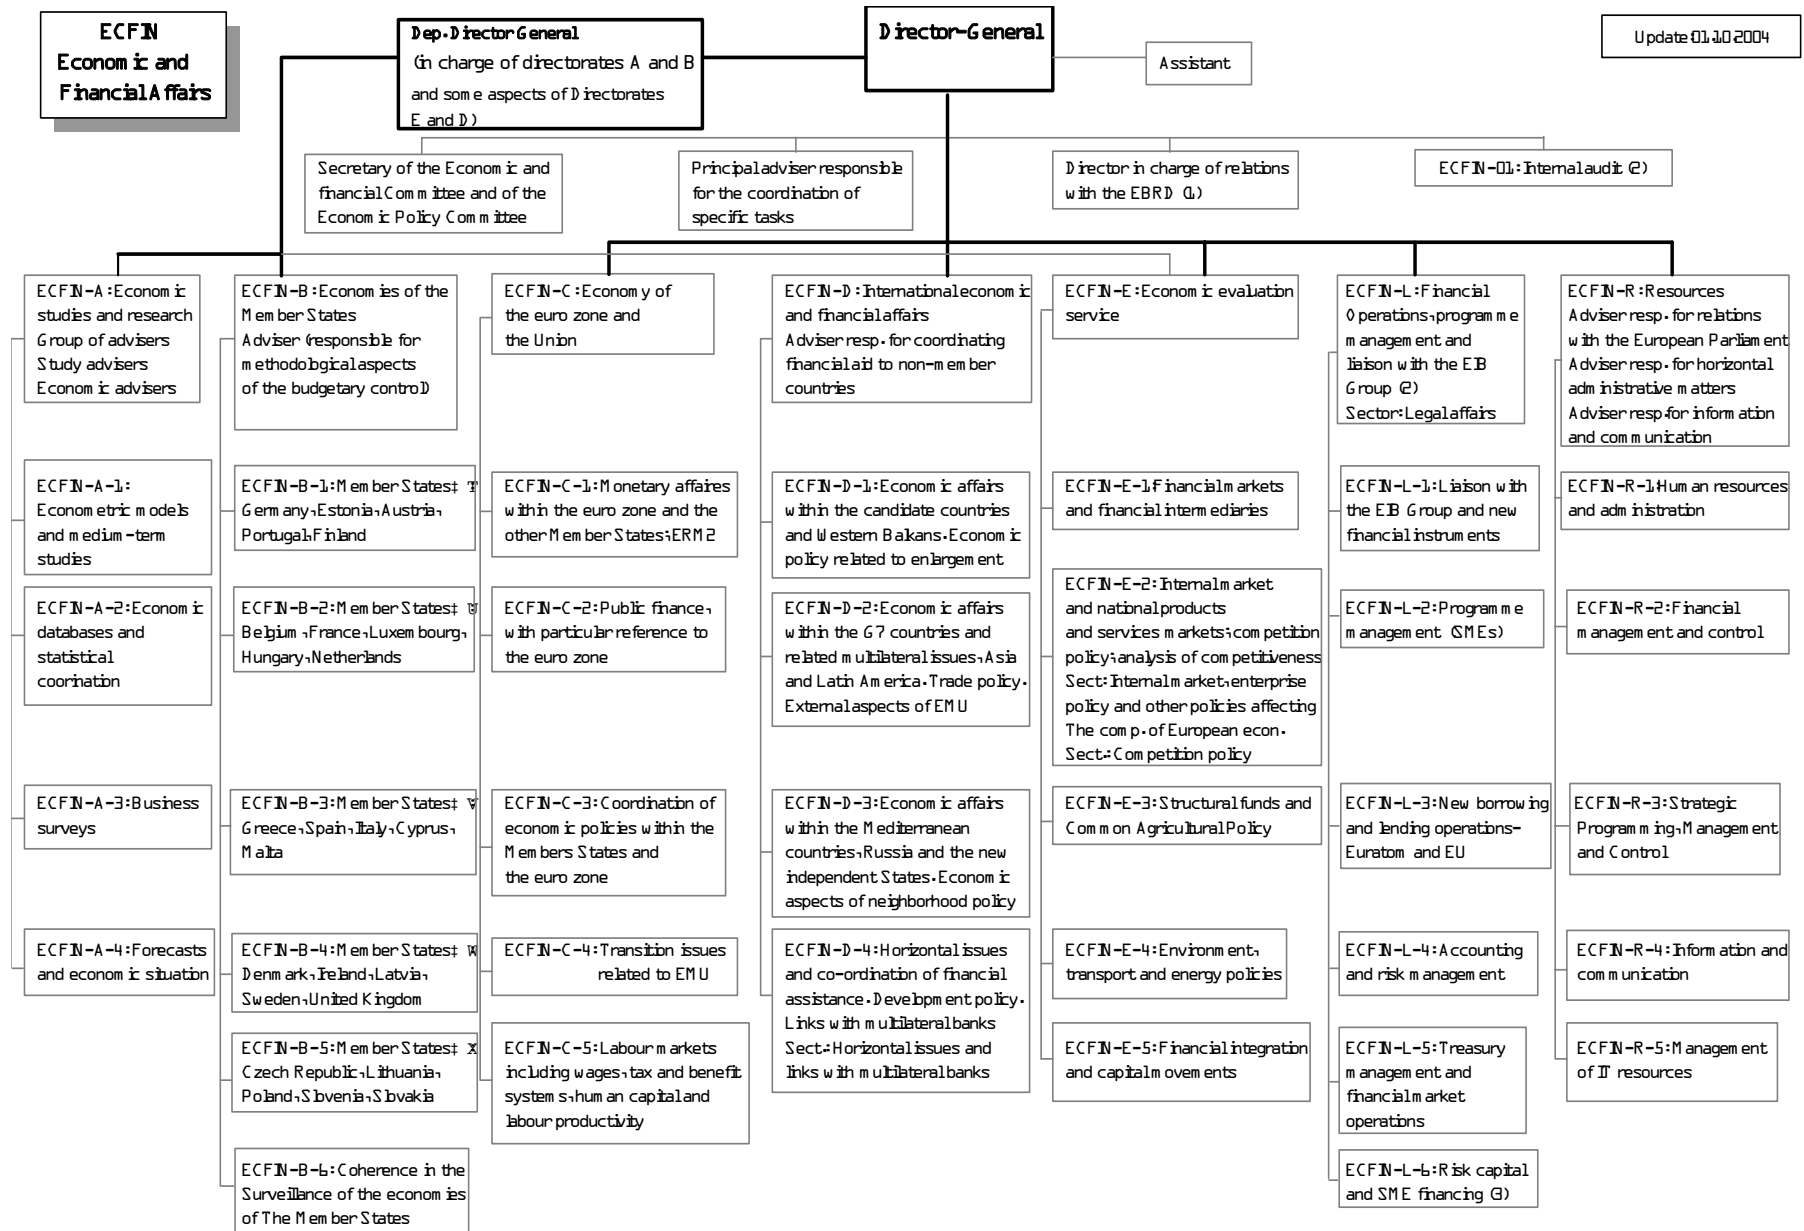 ECFIN
Economic and
Financial Affairs
Dep. Director General
(in charge of directorates A and B
and some aspects of Directorates
E and D)
Director-General
Assistant
Update 01.10.2004
Secretary of the Economic and
financial Committee and of the
Economic Policy Committee
Principal adviser responsible
for the coordination of
specific tasks
Director in charge of relations
with the EBRD (1)
ECFIN-01: Internal audit (2)
ECFIN-A: Economic
studies and research
Group of advisers
Study advisers
Economic advisers
ECFIN-A-1:
Econometric models
and medium-term
studies
ECFIN-A-2: Economic
databases and
statistical
coorination
ECFIN-A-3: Business
surveys
ECFIN-A-4: Forecasts
and economic situation
ECFIN-B: Economies of the
Member States
Adviser (responsible for
methodological aspects
of the budgetary control)
ECFIN-B-1: Member States
Germany, Estonia, Austria,
Portugal, Finland
ECFIN-B-2: Member States
Belgium, France, Luxembourg,
Hungary, Netherlands
ECFIN-B-3: Member States
Greece, Spain, Italy, Cyprus,
Malta
ECFIN-B-4: Member States
Denmark, Ireland, Latvia,
Sweden, United Kingdom
ECFIN-B-5: Member States
Czech Republic, Lithuania,
Poland, Slovenia, Slovakia
ECFIN-B-6: Coherence in the
Surveillance of the economies
of The Member States
ECFIN-C: Economy of
the euro zone and
the Union
ECFIN-C-1: Monetary affaires
within the euro zone and the
other Member States; ERM2
ECFIN-C-2: Public finance,
with particular reference to
the euro zone
ECFIN-C-3: Coordination of
economic policies within the
Members States and
the euro zone
ECFIN-C-4: Transition issues
related to EMU
ECFIN-C-5: Labour markets
including wages, tax and benefit
systems, human capital and
labour productivity
ECFIN-D: International economic
and financial affairs
Adviser resp. for coordinating
financial aid to non-member
countries
ECFIN-D-1: Economic affairs
within the candidate countries
and Western Balkans. Economic
policy related to enlargement
ECFIN-D-2: Economic affairs
within the G7 countries and
related multilateral issues, Asia
and Latin America. Trade policy.
External aspects of EMU
ECFIN-D-3: Economic affairs
within the Mediterranean
countries, Russia and the new
independent States. Economic
aspects of neighborhood policy
ECFIN-D-4: Horizontal issues
and co-ordination of financial
assistance. Development policy.
Links with multilateral banks
Sect.: Horizontal issues and
links with multilateral banks
ECFIN-E: Economic evaluation
service
ECFIN-E-1: Financial markets
and financial intermediaries
ECFIN-E-2: Internal market
and national products
and services markets; competition
policy; analysis of competitiveness
Sect: Internal market, enterprise
policy and other policies affecting
The comp. of European econ.
Sect.: Competition policy
ECFIN-E-3: Structural funds and
Common Agricultural Policy
ECFIN-E-4: Environment,
transport and energy policies
ECFIN-E-5: Financial integration
and capital movements
ECFIN-L: Financial
Operations, programme
management and
liaison with the EIB
Group (2)
Sector: Legal affairs
ECFIN-L-1: Liaison with
the EIB Group and new
financial instruments
ECFIN-L-2: Programme
management (SMEs)
ECFIN-L-3: New borrowing
and lending operations-
Euratom and EU
ECFIN-L-4: Accounting
and risk management
ECFIN-L-5: Treasury
management and
financial market
operations
ECFIN-L-6: Risk capital
and SME financing (3)
ECFIN-R: Resources
Adviser resp. for relations
with the European Parliament
Adviser resp. for horizontal
administrative matters
Adviser resp.for information
and communication
ECFIN-R-1: Human resources
and administration
ECFIN-R-2: Financial
management and control
ECFIN-R-3: Strategic
Programming, Management
and Control
ECFIN-R-4: Information and
communication
ECFIN-R-5: Management
of IT resources